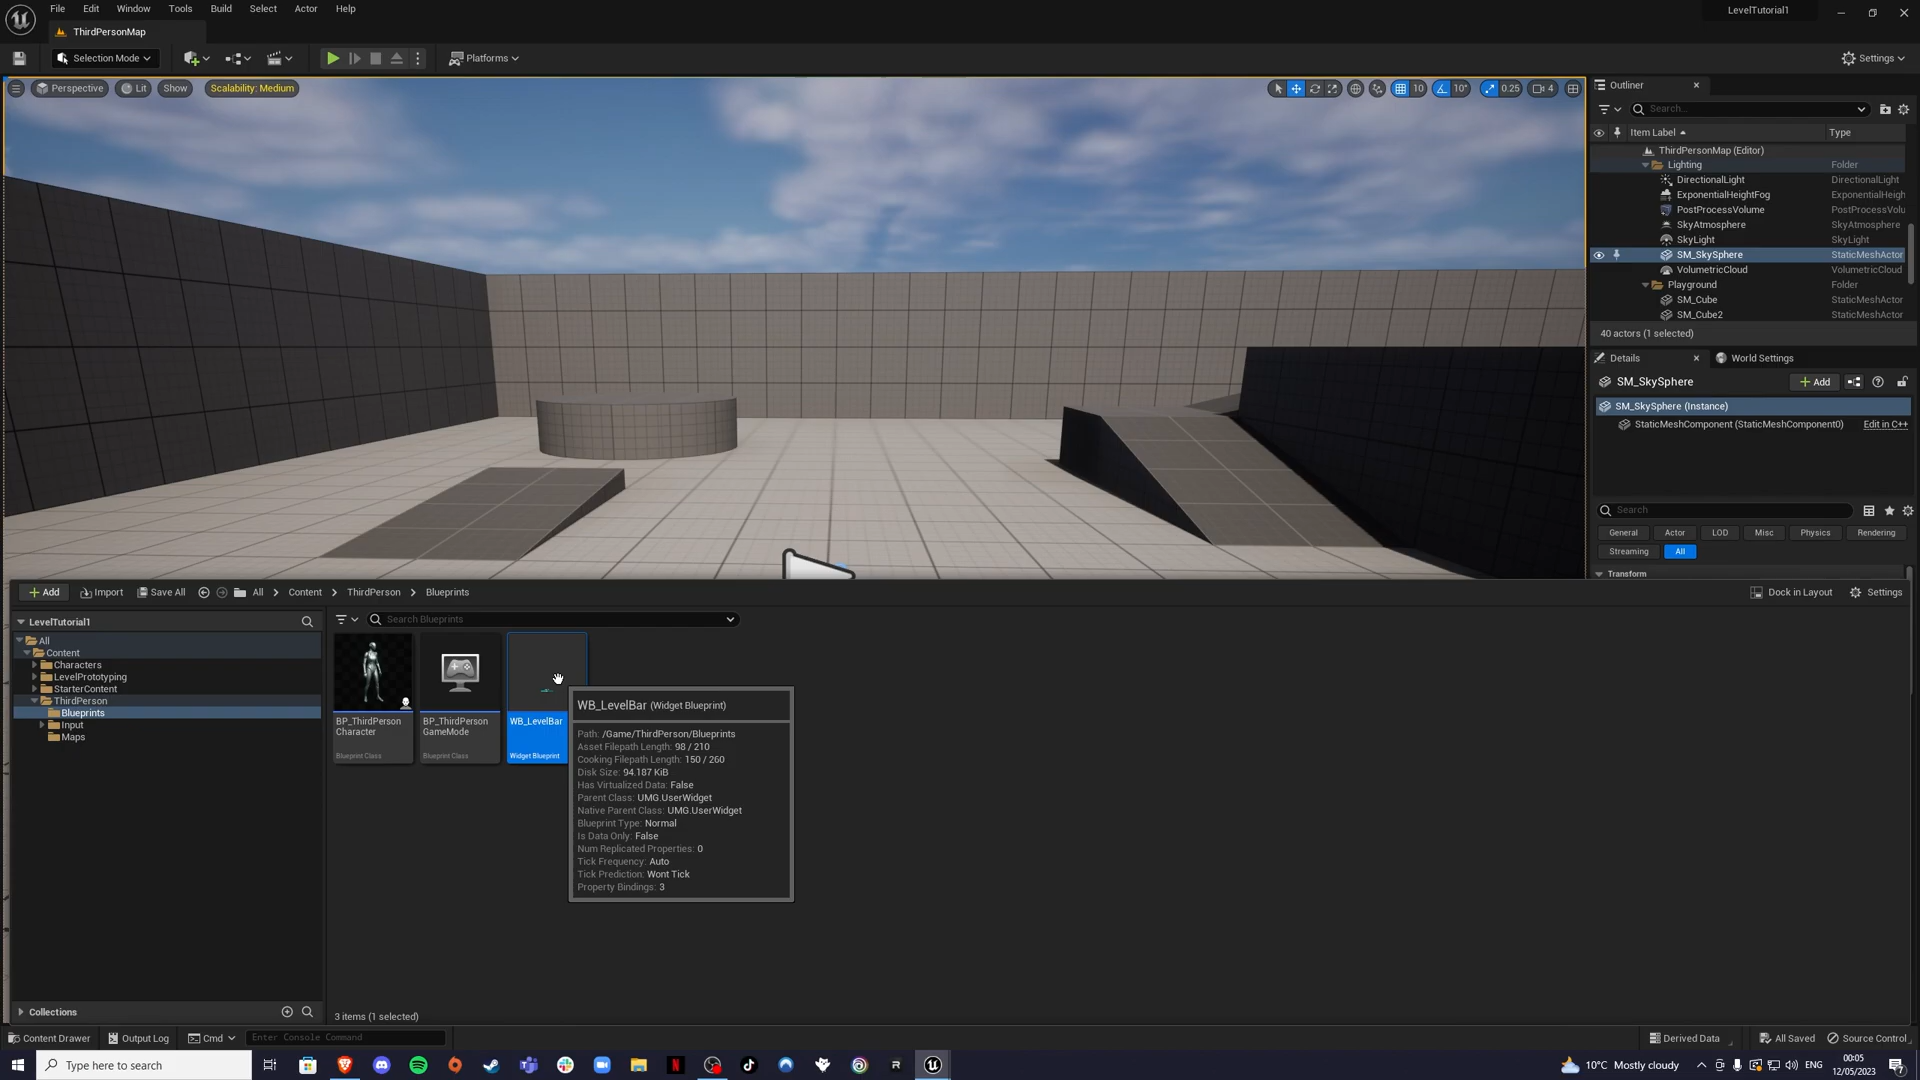 File Edit Window Tools Build Select Actor Help
LevelTutorial1
ThirdPersonMap
Selection Mode
Platforms
Settings
Perspective Lit Show Scalability: Medium
10 10° 0.25 4
Outliner
Search...
Item Label Type
ThirdPersonMap (Editor)
Lighting Folder
DirectionalLight DirectionalLight
ExponentialHeightFog ExponentialHeigh
PostProcessVolume PostProcessVolu
SkyAtmosphere SkyAtmosphere
SkyLight SkyLight
SM_SkySphere StaticMeshActor
VolumetricCloud VolumetricCloud
Playground Folder
SM_Cube StaticMeshActor
SM_Cube2 StaticMeshActor
40 actors (1 selected)
Details World Settings
SM_SkySphere
Add
SM_SkySphere (Instance)
StaticMeshComponent (StaticMeshComponent0) Edit in C++
Search
General Actor LOD Misc Physics Rendering
Streaming All
Transform
Add Import Save All All Content ThirdPerson Blueprints
Dock in Layout Settings
LevelTutorial1
All
Content
Characters
LevelPrototyping
StarterContent
ThirdPerson
Blueprints
Input
Maps
Collections
Search Blueprints
BP_ThirdPerson
Character
Blueprint Class
BP_ThirdPerson
GameMode
Blueprint Class
WB_LevelBar
Widget Blueprint
WB_LevelBar (Widget Blueprint)
Path: /Game/ThirdPerson/Blueprints
Asset Filepath Length: 98 / 210
Cooking Filepath Length: 150 / 260
Disk Size: 94.187 KiB
Has Virtualized Data: False
Parent Class: UMG.UserWidget
Native Parent Class: UMG.UserWidget
Blueprint Type: Normal
Is Data Only: False
Num Replicated Properties: 0
Tick Frequency: Auto
Tick Prediction: Wont Tick
Property Bindings: 3
3 items (1 selected)
Content Drawer Output Log Cmd Enter Console Command
Derived Data All Saved Source Control
Type here to search
10°C Mostly cloudy
ENG
00:05
12/05/2023
7